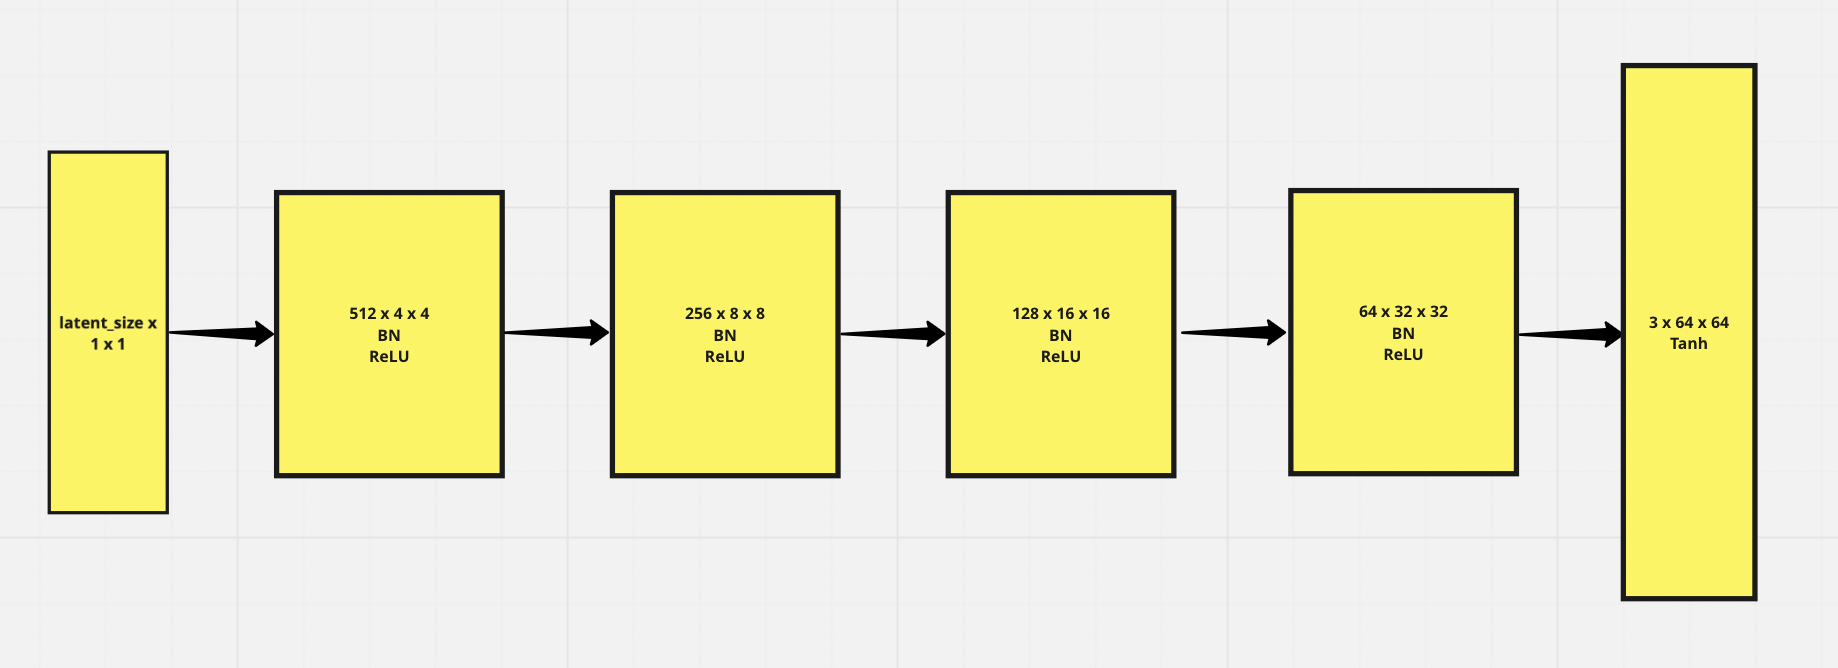 latent_size x
1 x 1
512 x 4 x 4
BN
ReLU
256 x 8 x 8
BN
ReLU
128 x 16 x 16
BN
ReLU
64 x 32 x 32
BN
ReLU
3 x 64 x 64
Tanh